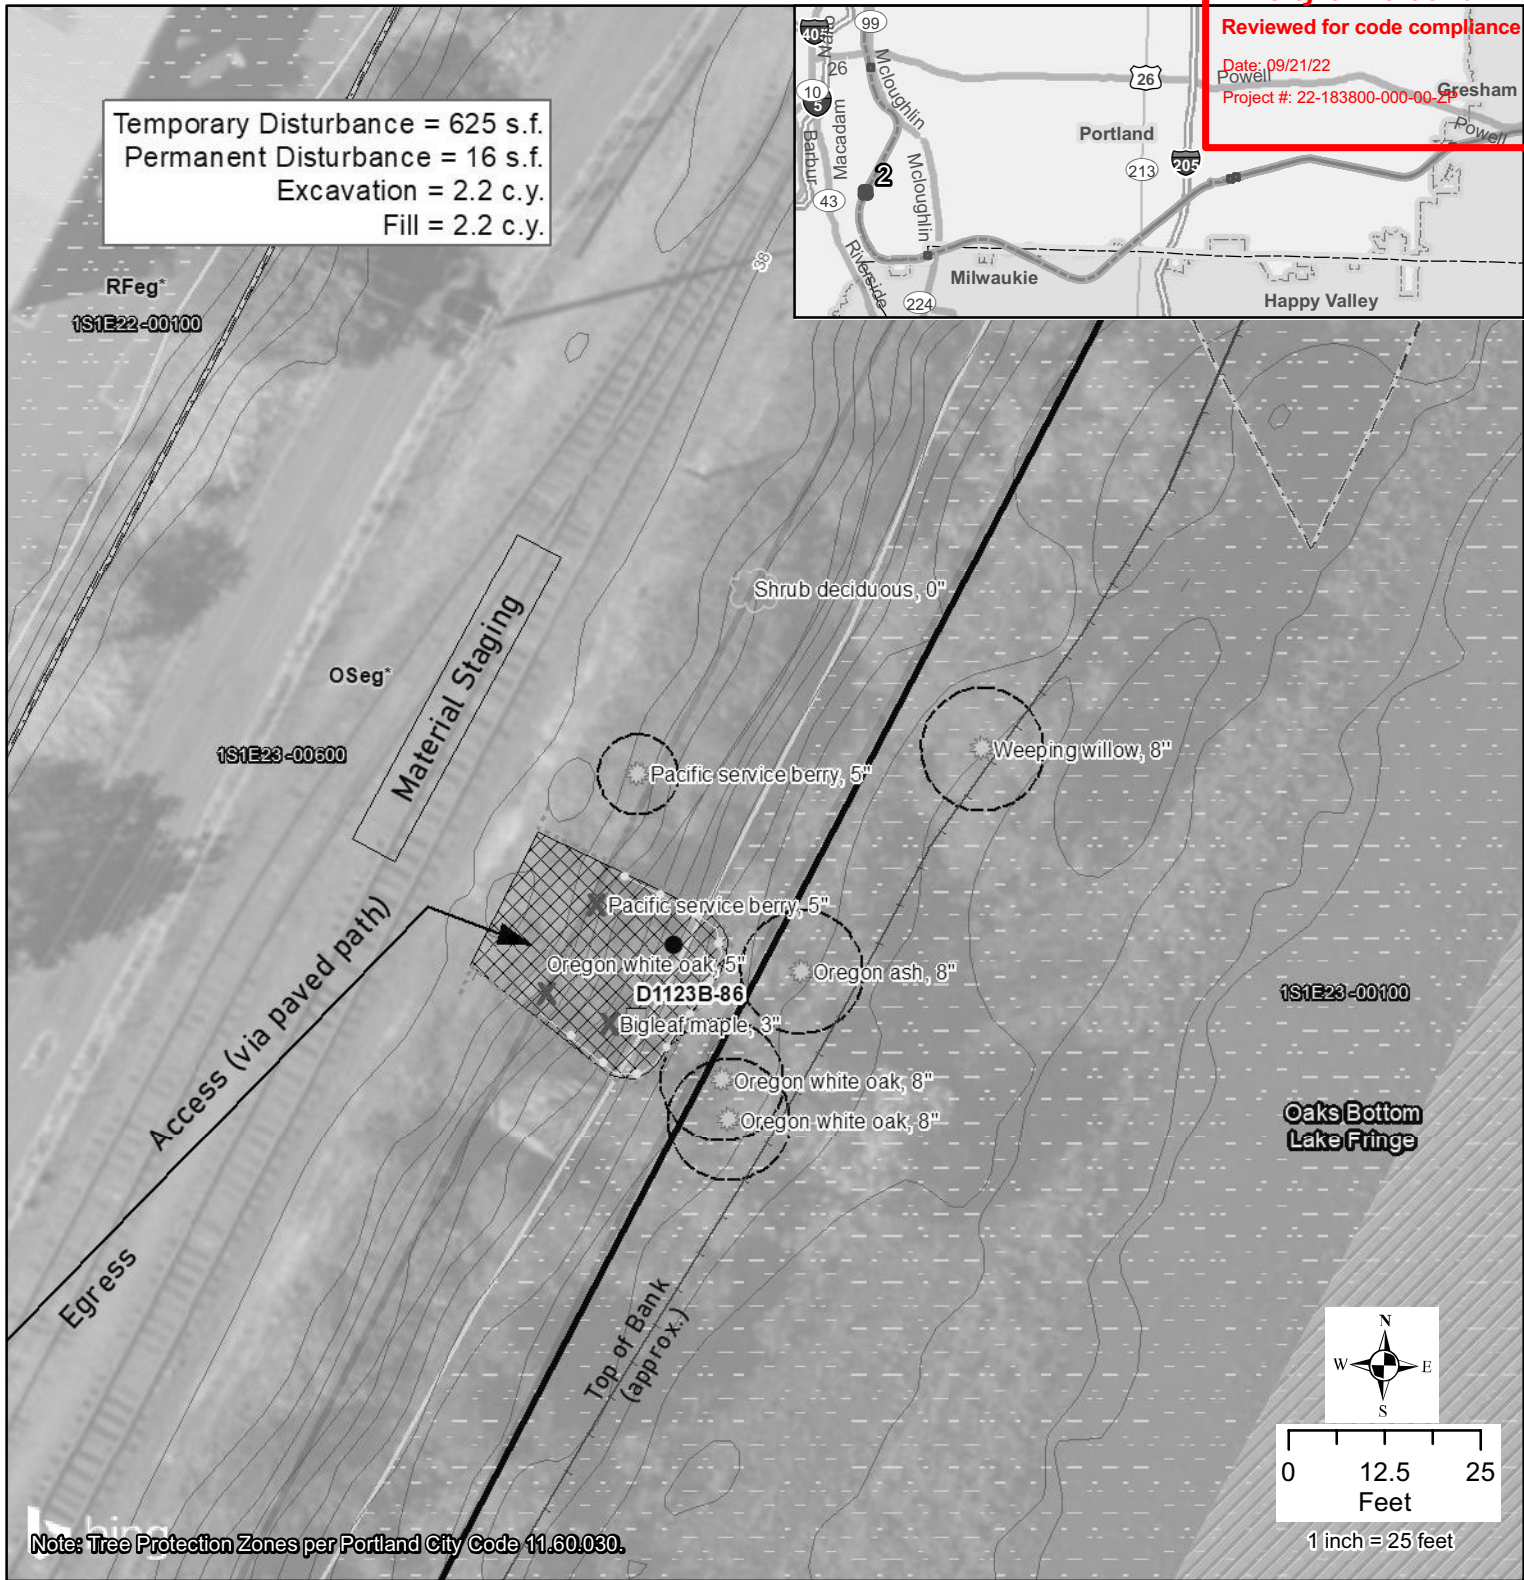 Reviewed for code compliance
Date: 09/21/22
Project #: 22-183800-000-00-ZP
Temporary Disturbance = 625 s.f.
Permanent Disturbance = 16 s.f.
Excavation = 2.2 c.y.
Fill = 2.2 c.y.
405
Naito
99
26
10
5
Barbur
Macadam
Mcloughlin
Mcloughlin
2
43
Riverside
224
26
Powell
Gresham
Powell
Portland
213
205
Milwaukie
Happy Valley
RFeg*
1S1E22 -00100
38
Shrub deciduous, 0"
Material Staging
OSeg*
1S1E23 -00600
Weeping willow, 8"
Pacific service berry, 5"
Pacific service berry, 5"
Oregon white oak, 5"
D1123B-86
Bigleaf maple, 3"
Oregon ash, 8"
1S1E23 -00100
Oregon white oak, 8"
Oregon white oak, 8"
Oaks Bottom
Lake Fringe
Access (via paved path)
Egress
Top of Bank
(approx.)
N
W
E
S
0
12.5
25
Feet
1 inch = 25 feet
bing
Note: Tree Protection Zones per Portland City Code 11.60.030.